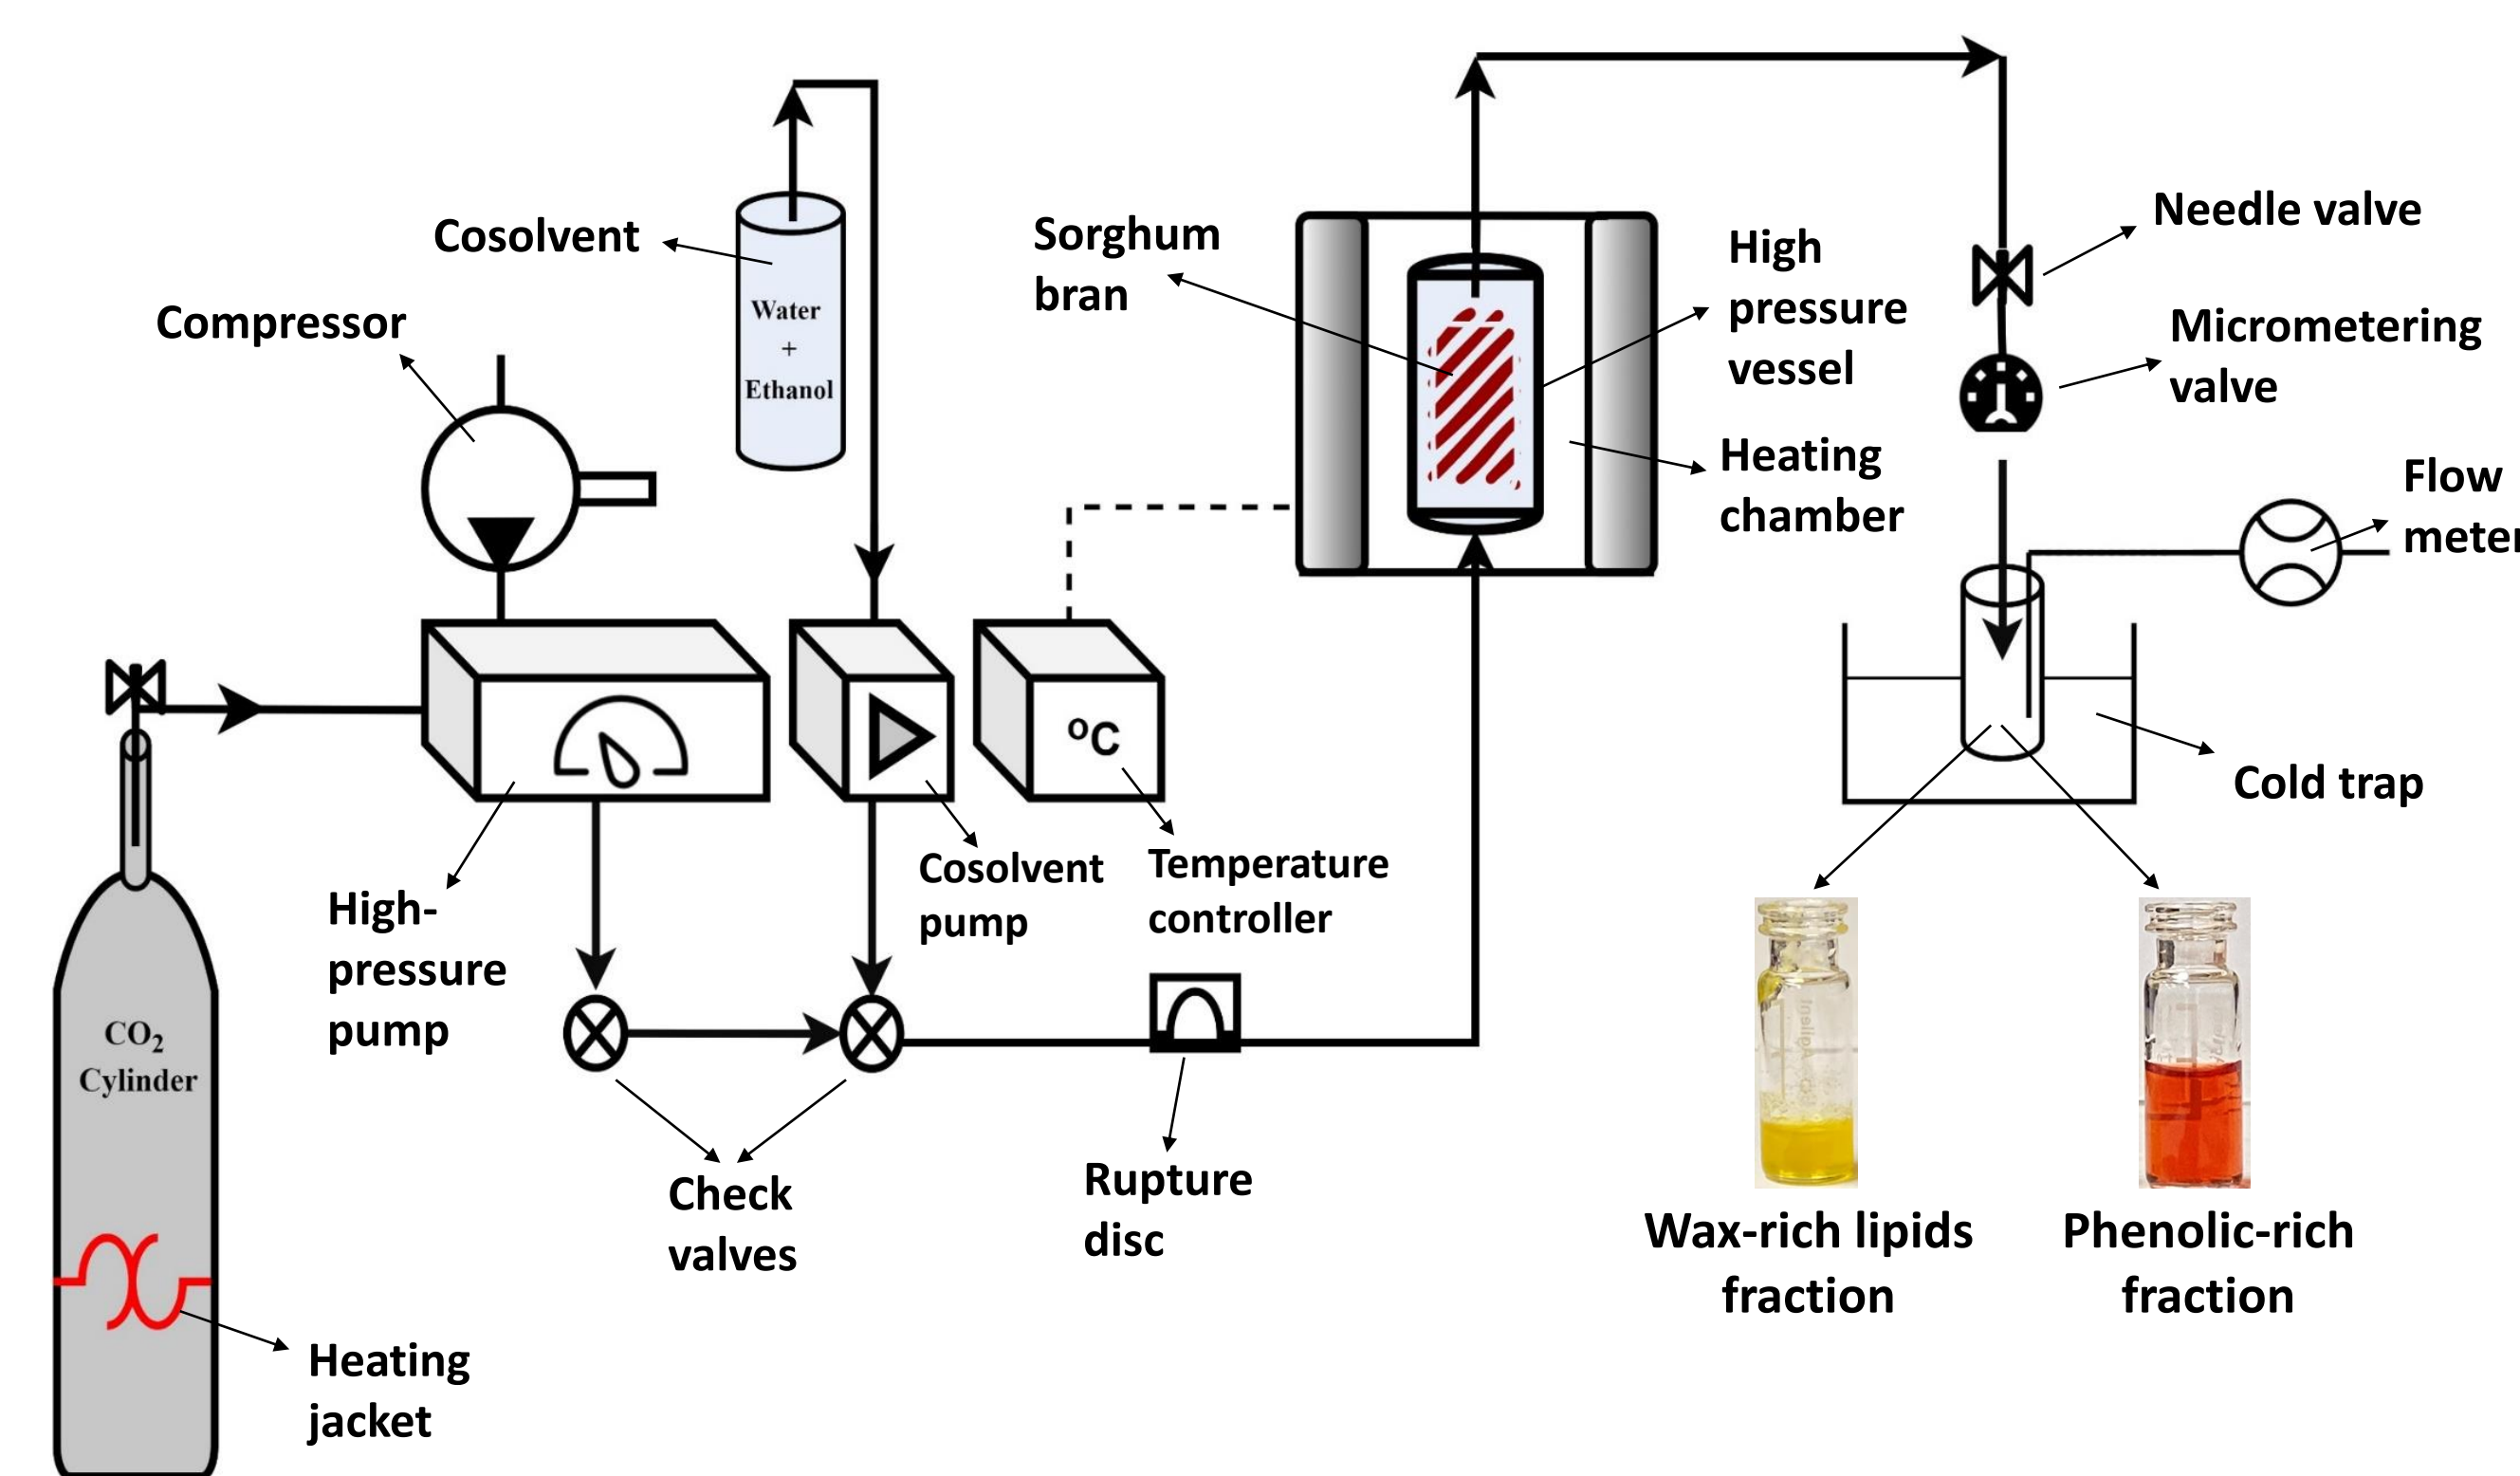 Cosolvent
Compressor
Water
+
Ethanol
Sorghum
bran
High
pressure
vessel
Heating
chamber
Needle valve
Micrometering
valve
Flow
meter
Cold trap
ºC
High-
pressure
pump
Cosolvent
pump
Temperature
controller
CO₂
Cylinder
Check
valves
Rupture
disc
Heating
jacket
Wax-rich lipids
fraction
Phenolic-rich
fraction